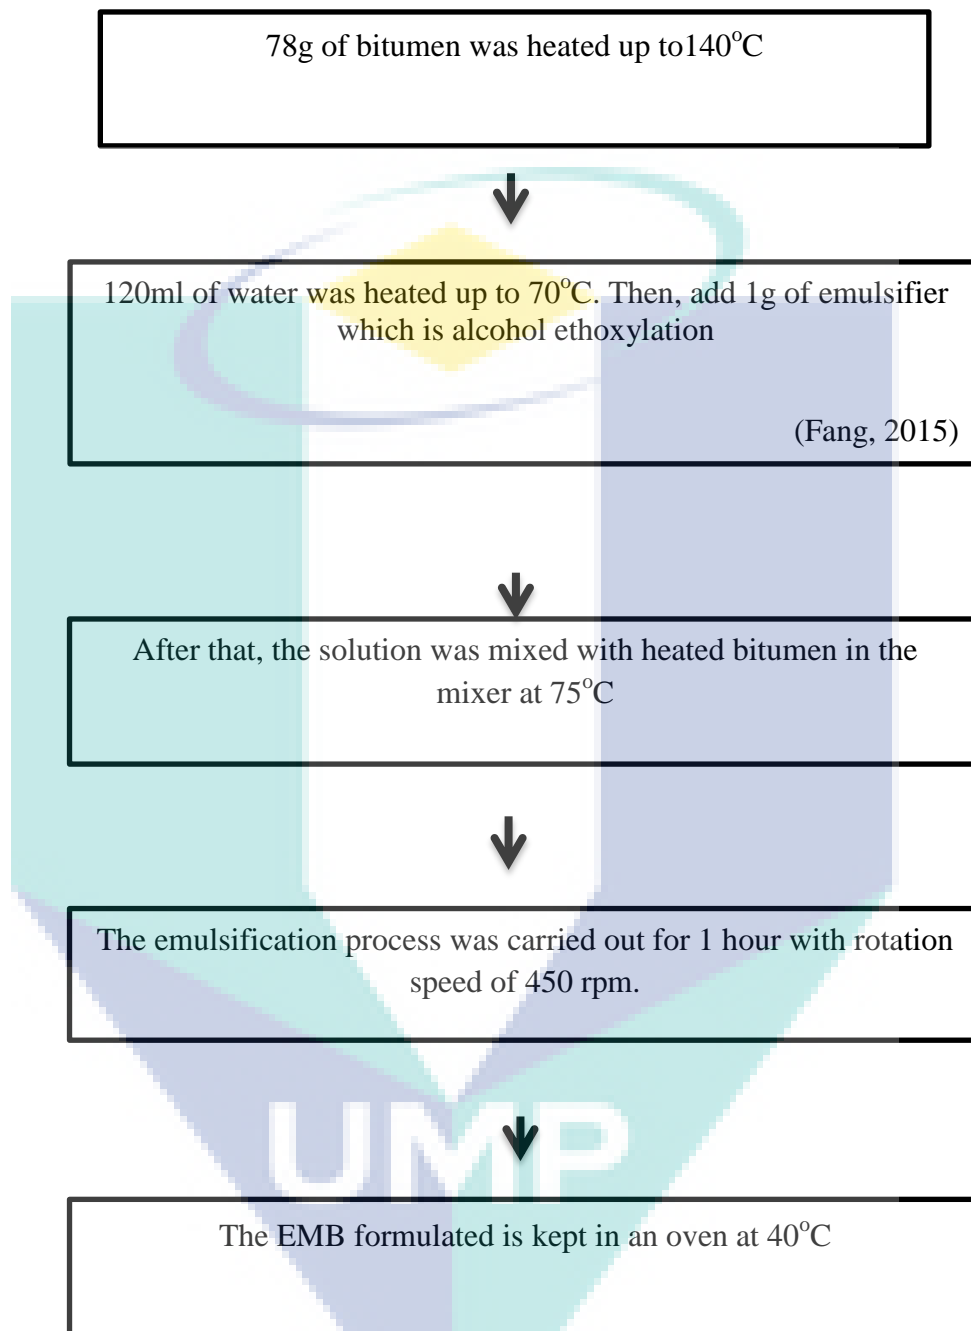 78g of bitumen was heated up to140°C
120ml of water was heated up to 70°C. Then, add 1g of emulsifier
which is alcohol ethoxylation
(Fang, 2015)
After that, the solution was mixed with heated bitumen in the
mixer at 75°C
The emulsification process was carried out for 1 hour with rotation
speed of 450 rpm.
UMP
The EMB formulated is kept in an oven at 40°C